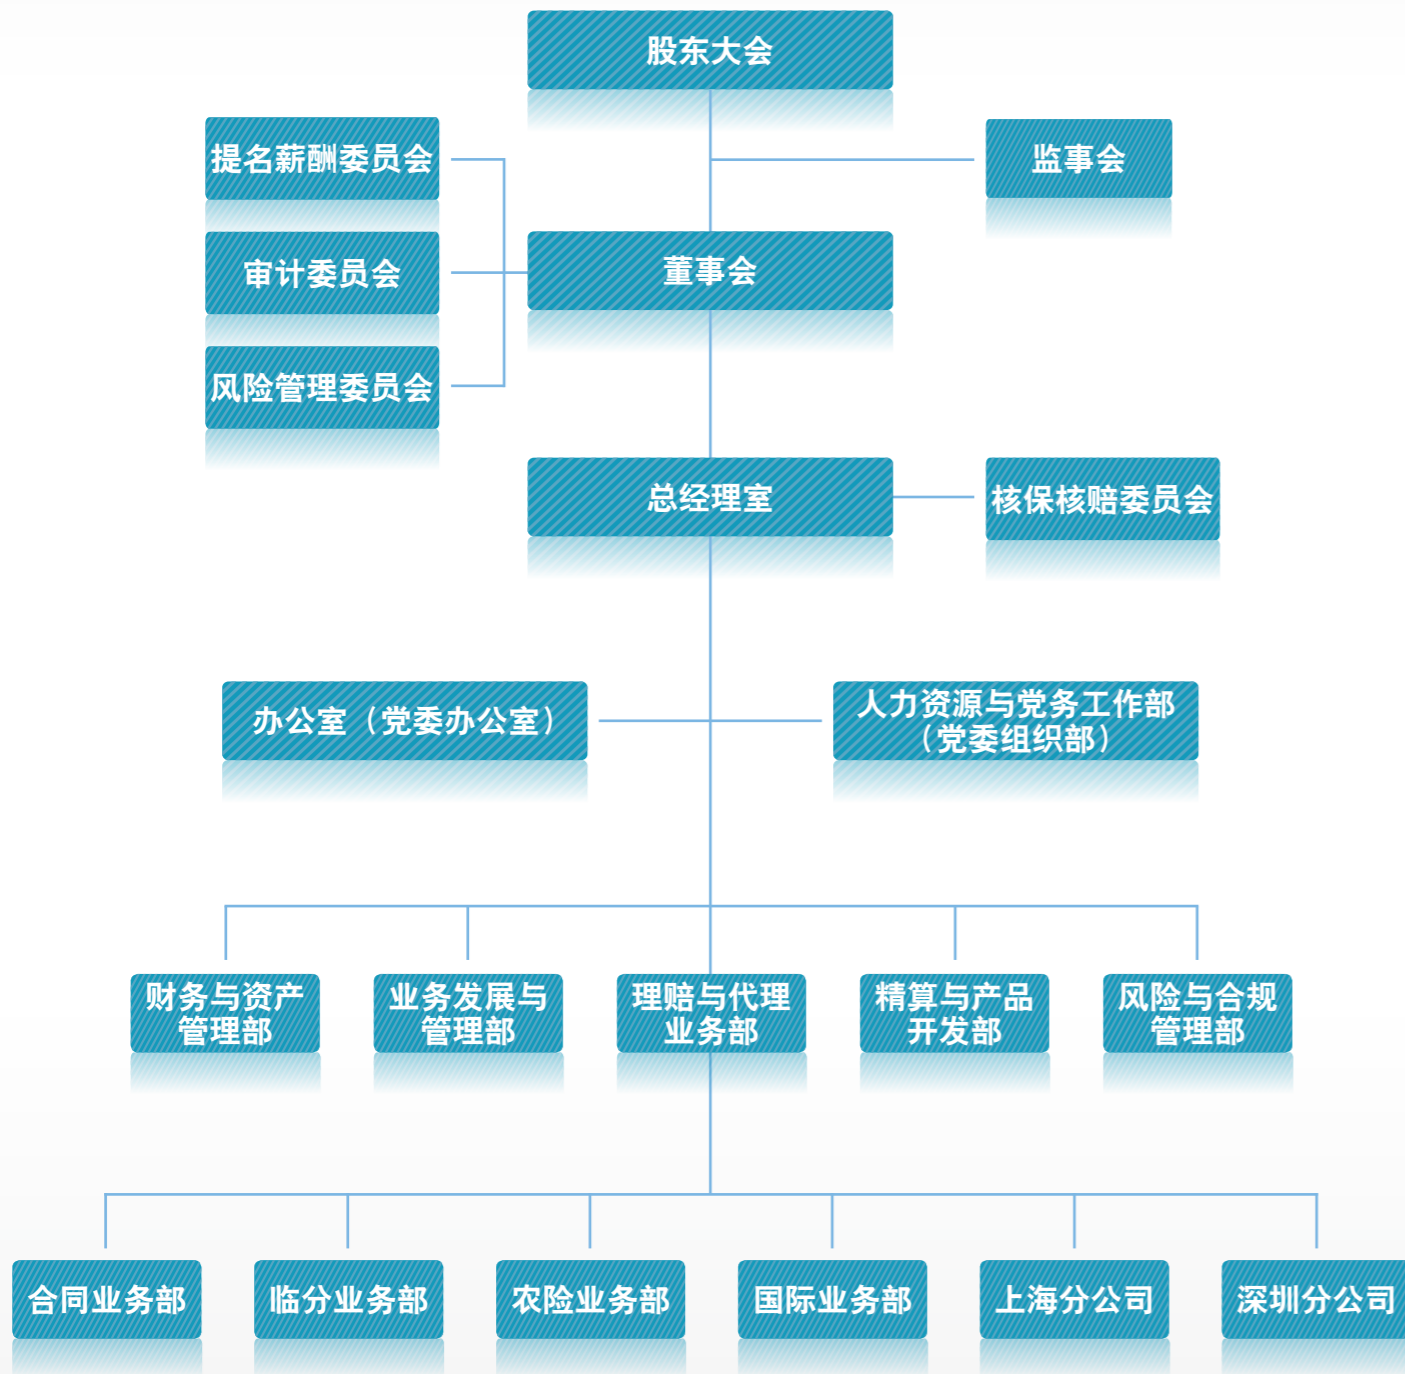 股东大会
提名薪酬委员会
监事会
审计委员会
董事会
风险管理委员会
总经理室
核保核赔委员会
办公室（党委办公室）
人力资源与党务工作部
（党委组织部）
财务与资产
管理部
业务发展与
管理部
理赔与代理
业务部
精算与产品
开发部
风险与合规
管理部
合同业务部
临分业务部
农险业务部
国际业务部
上海分公司
深圳分公司